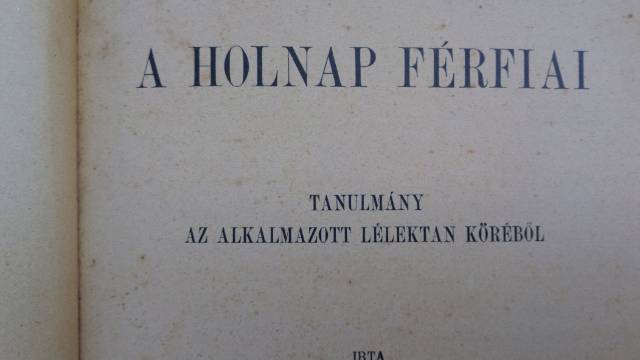 A HOLNAP FÉRFIAI
TANULMÁNY
AZ ALKALMAZOTT LÉLEKTAN KÖRÉBŐL
IRTA